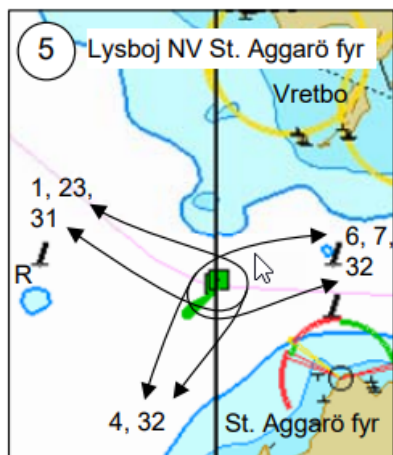 5 Lysboj NV St. Aggarö fyr
Vretbo
1, 23,
31
6, 7,
32
R
4, 32
St. Aggarö fyr